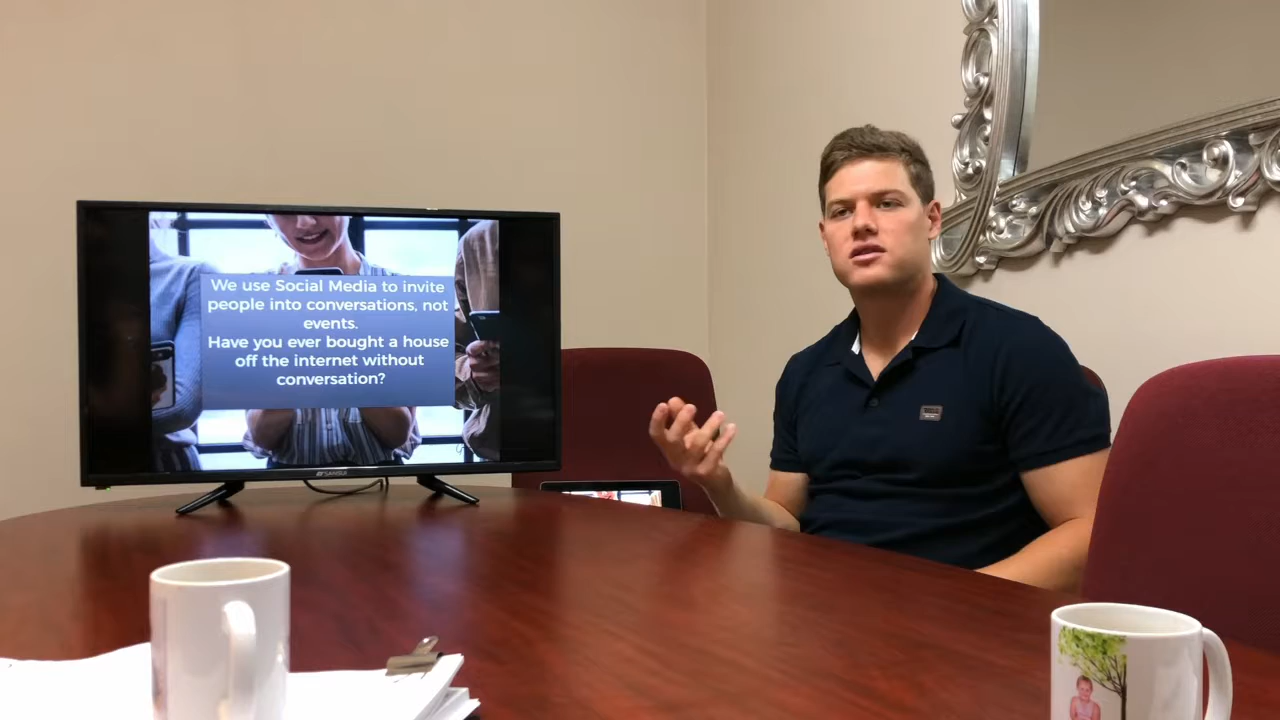 We use Social Media to invite
people into conversations, not
events.
Have you ever bought a house
off the internet without
conversation?
SANSUI